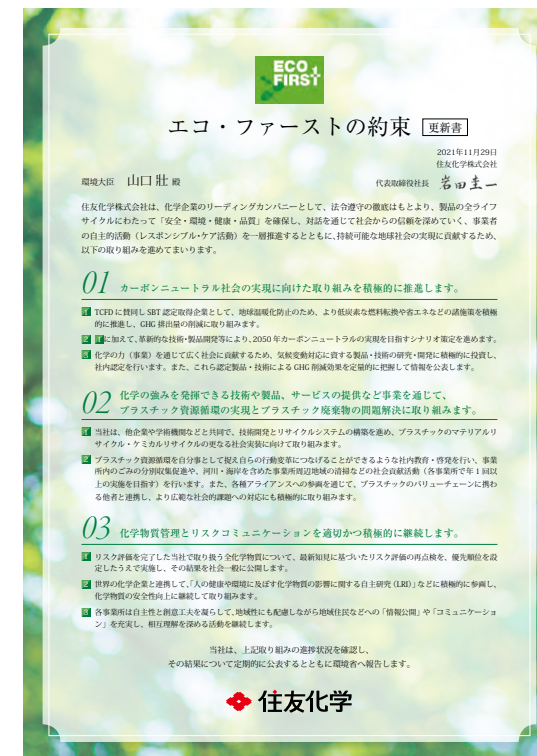 ECO
FIRST
エコ・ファーストの約束 更新書
2021年11月29日
住友化学株式会社
環境大臣 山口 壯 殿
代表取締役社長 岩田圭一
住友化学株式会社は、化学企業のリーディングカンパニーとして、法令遵守の徹底はもとより、製品の全ライフ
サイクルにわたって「安全・環境・健康・品質」を確保し、対話を通じて社会からの信頼を深めていく、事業者
の自主的活動（レスポンシブル・ケア活動）を一層推進するとともに、持続可能な地球社会の実現に貢献するため、
以下の取り組みを進めてまいります。
01 カーボンニュートラル社会の実現に向けた取り組みを積極的に推進します。
1 TCFDに賛同しSBT認定取得企業として、地球温暖化防止のため、より低炭素な燃料転換や省エネなどの諸施策を積極
的に推進し、GHG排出量の削減に取り組みます。
2 1に加えて、革新的な技術・製品開発等により、2050年カーボンニュートラルの実現を目指すシナリオ策定を進めます。
3 化学の力（事業）を通じて広く社会に貢献するため、気候変動対応に資する製品・技術の研究・開発に積極的に投資し、
社内認定を行います。また、これら認定製品・技術によるGHG削減効果を定量的に把握して情報を公表します。
02 化学の強みを発揮できる技術や製品、サービスの提供など事業を通じて、
プラスチック資源循環の実現とプラスチック廃棄物の問題解決に取り組みます。
1 当社は、他企業や学術機関などと共同で、技術開発とリサイクルシステムの構築を進め、プラスチックのマテリアルリ
サイクル・ケミカルリサイクルの更なる社会実装に向けて取り組みます。
2 プラスチック資源循環を自分事として捉え自らの行動変革につなげることができるような社内教育・啓発を行い、事業
所内のごみの分別収集促進や、河川・海岸を含めた事業所周辺地域の清掃などの社会貢献活動（各事業所で年1回以
上の実施を目指す）を行います。また、各種アライアンスへの参画を通じて、プラスチックのバリューチェーンに携わ
る他者と連携し、より広範な社会的課題への対応にも積極的に取り組みます。
03 化学物質管理とリスクコミュニケーションを適切かつ積極的に継続します。
1 リスク評価を完了した当社で取り扱う全化学物質について、最新知見に基づいたリスク評価の再点検を、優先順位を設
定したうえで実施し、その結果を社会一般に公開します。
2 世界の化学企業と連携して、「人の健康や環境に及ぼす化学物質の影響に関する自主研究（LRI）」などに積極的に参画し、
化学物質の安全性向上に継続して取り組みます。
3 各事業所は自主性と創意工夫を凝らして、地域性にも配慮しながら地域住民などへの「情報公開」や「コミュニケーショ
ン」を充実し、相互理解を深める活動を継続します。
当社は、上記取り組みの進捗状況を確認し、
その結果について定期的に公表するとともに環境省へ報告します。
住友化学